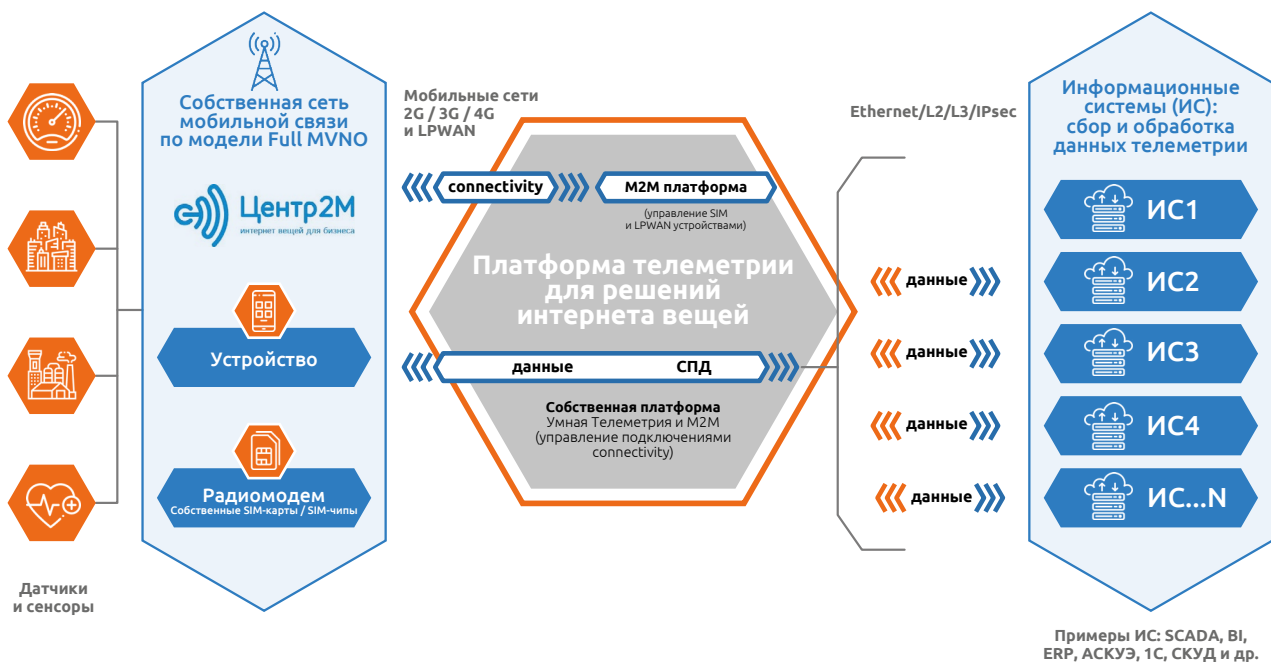 Собственная сеть
мобильной связи
по модели Full MVNO
Центр2М
интернет вещей для бизнеса
Устройство
Радиомодем
Собственные SIM-карты / SIM-чипы
Датчики
и сенсоры
Мобильные сети
2G / 3G / 4G
и LPWAN
connectivity
М2М платформа
(управление SIM
и LPWAN устройствами)
Платформа телеметрии
для решений
интернета вещей
данные
СПД
Собственная платформа
Умная Телеметрия и М2М
(управление подключениями
connectivity)
Ethernet/L2/L3/IPsec
данные
данные
данные
данные
Информационные
системы (ИС):
сбор и обработка
данных телеметрии
ИС1
ИС2
ИС3
ИС4
ИС...N
Примеры ИС: SCADA, BI,
ERP, АСКУЭ, 1С, СКУД и др.